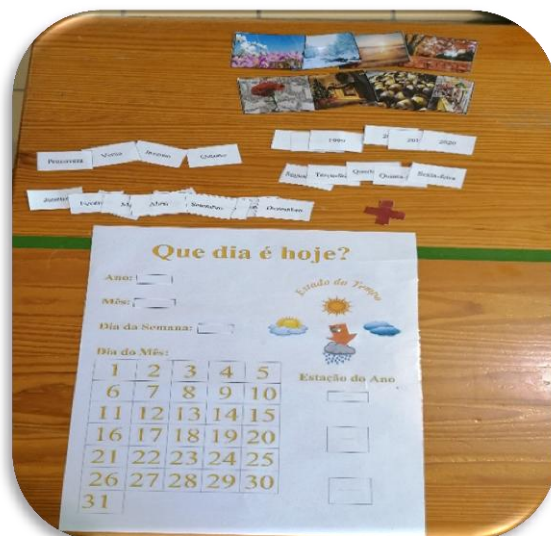 1999
20
201
2020
Primavera
Verão
Inverno
Outono
Terça-feira
Quarta
Quinta
Sexta-feira
Janeiro
Abril
Setembro
Dezembro
Que dia é hoje?
Ano:
Mês:
Dia da Semana:
Dia do Mês:
Estado do Tempo
Estação do Ano
1 2 3 4 5
6 7 8 9 10
11 12 13 14 15
16 17 18 19 20
21 22 23 24 25
26 27 28 29 30
31